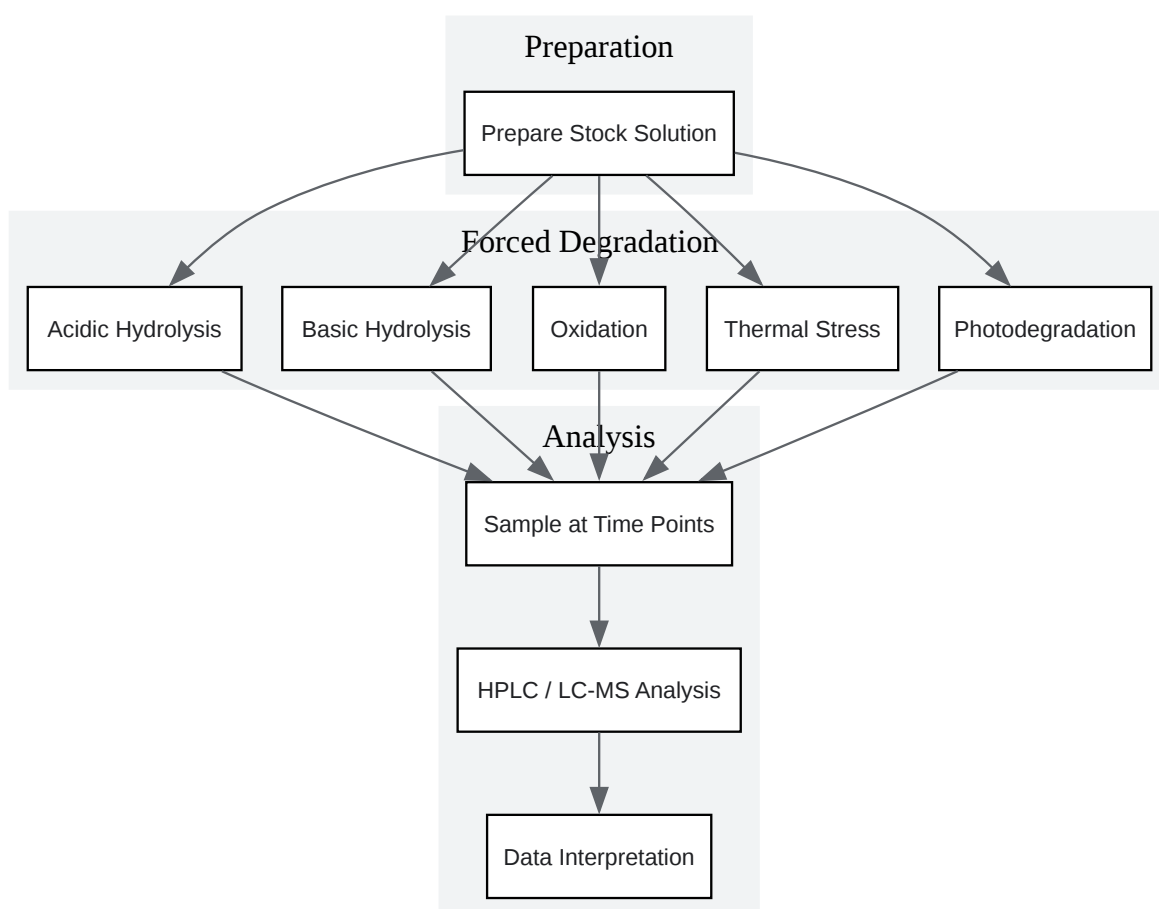 Preparation
Prepare Stock Solution
Forced Degradation
Acidic Hydrolysis
Basic Hydrolysis
Oxidation
Thermal Stress
Photodegradation
Analysis
Sample at Time Points
HPLC / LC-MS Analysis
Data Interpretation